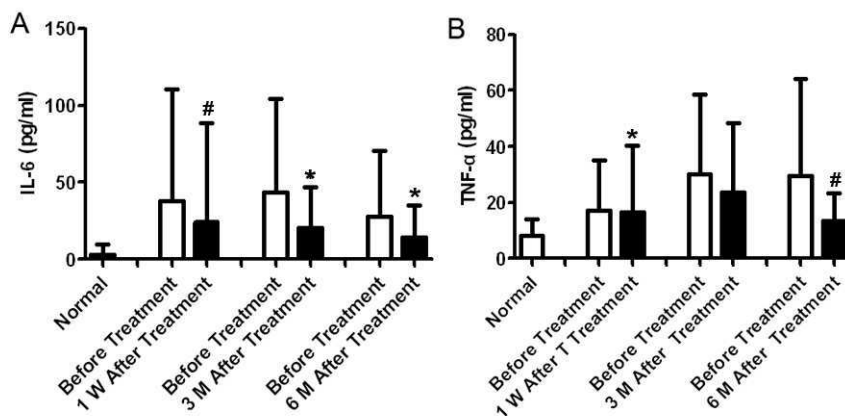 A
IL-6 (pg/ml)
150
100
50
0
#
*
*
Normal
Before Treatment
1 W After Treatment
Before Treatment
3 M After Treatment
Before Treatment
6 M After Treatment
B
TNF-α (pg/ml)
80
60
40
20
0
*
#
Normal
Before Treatment
1 W After T Treatment
Before Treatment
3 M After Treatment
Before Treatment
6 M After Treatment